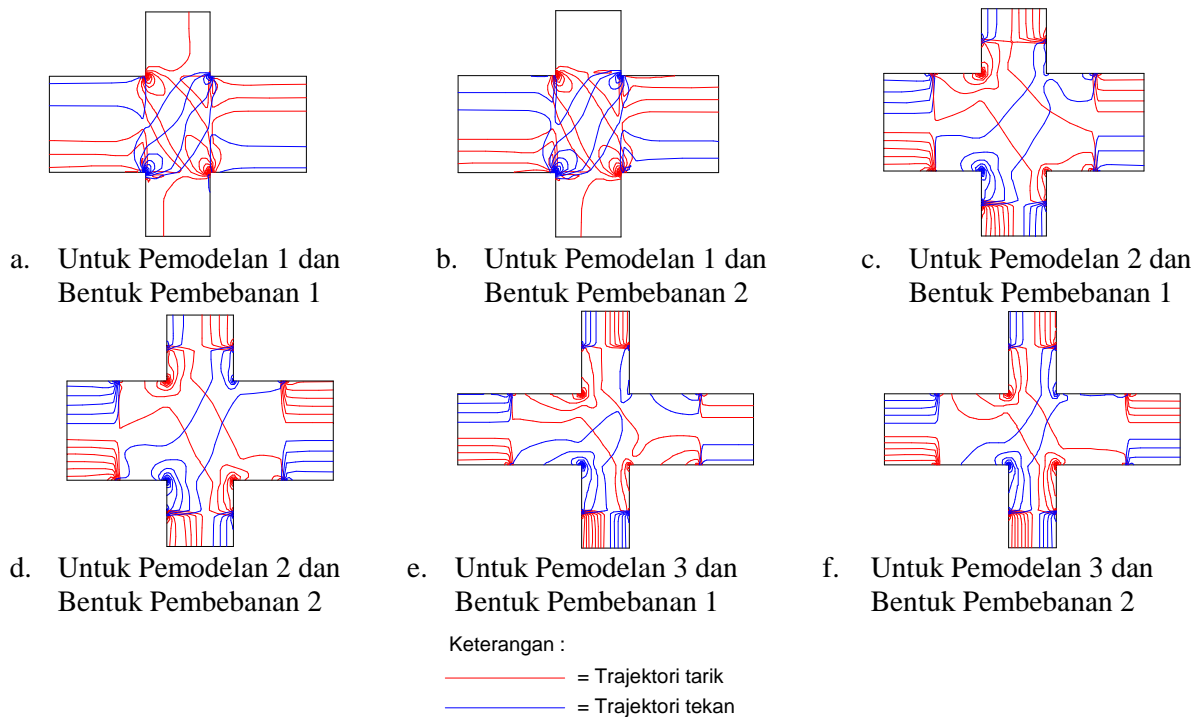 a. Untuk Pemodelan 1 dan
Bentuk Pembebanan 1
b. Untuk Pemodelan 1 dan
Bentuk Pembebanan 2
c. Untuk Pemodelan 2 dan
Bentuk Pembebanan 1
d. Untuk Pemodelan 2 dan
Bentuk Pembebanan 2
e. Untuk Pemodelan 3 dan
Bentuk Pembebanan 1
f. Untuk Pemodelan 3 dan
Bentuk Pembebanan 2
Keterangan :
= Trajektori tarik
= Trajektori tekan